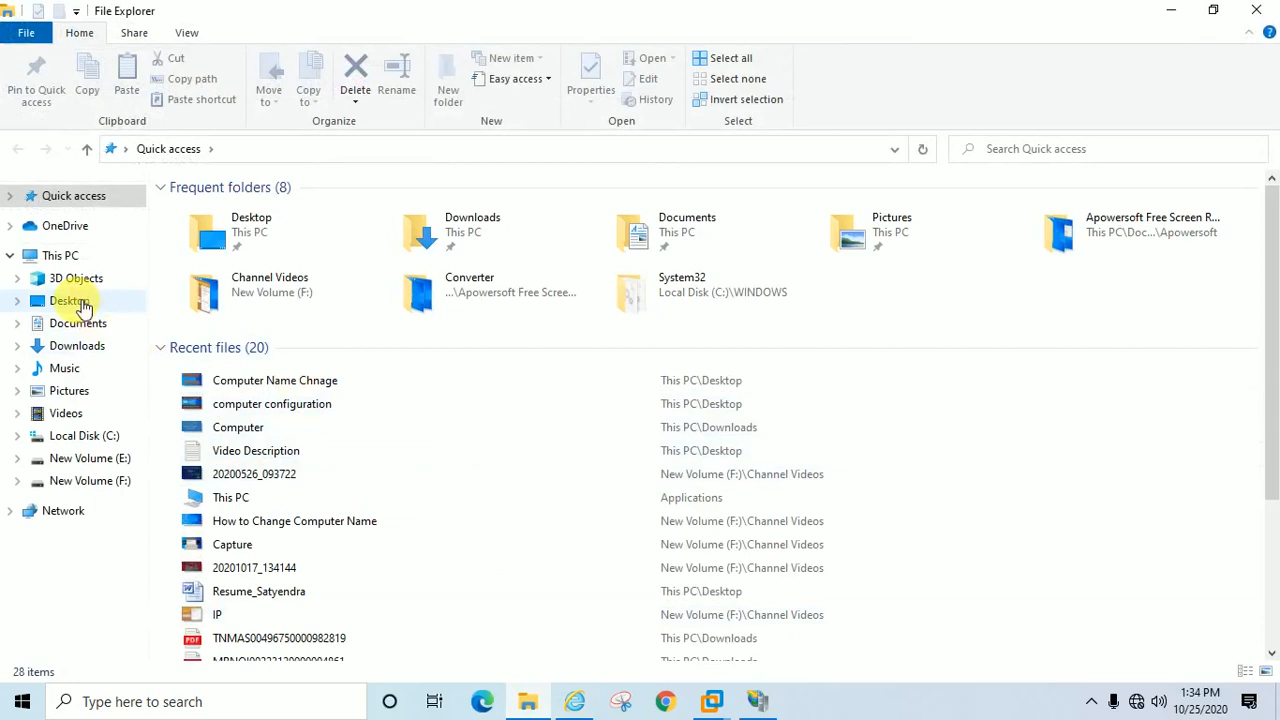 File Explorer
File Home Share View
Pin to Quick access
Copy
Paste
Cut
Copy path
Paste shortcut
Clipboard
Move to
Copy to
Delete
Rename
Organize
New folder
New item
Easy access
New
Properties
Open
Edit
History
Open
Select all
Select none
Invert selection
Select
Quick access
Search Quick access
Quick access
OneDrive
This PC
3D Objects
Desktop
Documents
Downloads
Music
Pictures
Videos
Local Disk (C:)
New Volume (E:)
New Volume (F:)
Network
Frequent folders (8)
Desktop
This PC
Downloads
This PC
Documents
This PC
Pictures
This PC
Apowersoft Free Screen R...
This PC\Doc...\Apowersoft
Channel Videos
New Volume (F:)
Converter
...\Apowersoft Free Scree...
System32
Local Disk (C:)\WINDOWS
Recent files (20)
Computer Name Chnage This PC\Desktop
computer configuration This PC\Desktop
Computer This PC\Downloads
Video Description This PC\Desktop
20200526_093722 New Volume (F:)\Channel Videos
This PC Applications
How to Change Computer Name New Volume (F:)\Channel Videos
Capture New Volume (F:)\Channel Videos
20201017_134144 New Volume (F:)\Channel Videos
Resume_Satyendra This PC\Desktop
IP New Volume (F:)\Channel Videos
TNMAS00496750000982819 This PC\Downloads
28 items
Type here to search
1:34 PM
10/25/2020